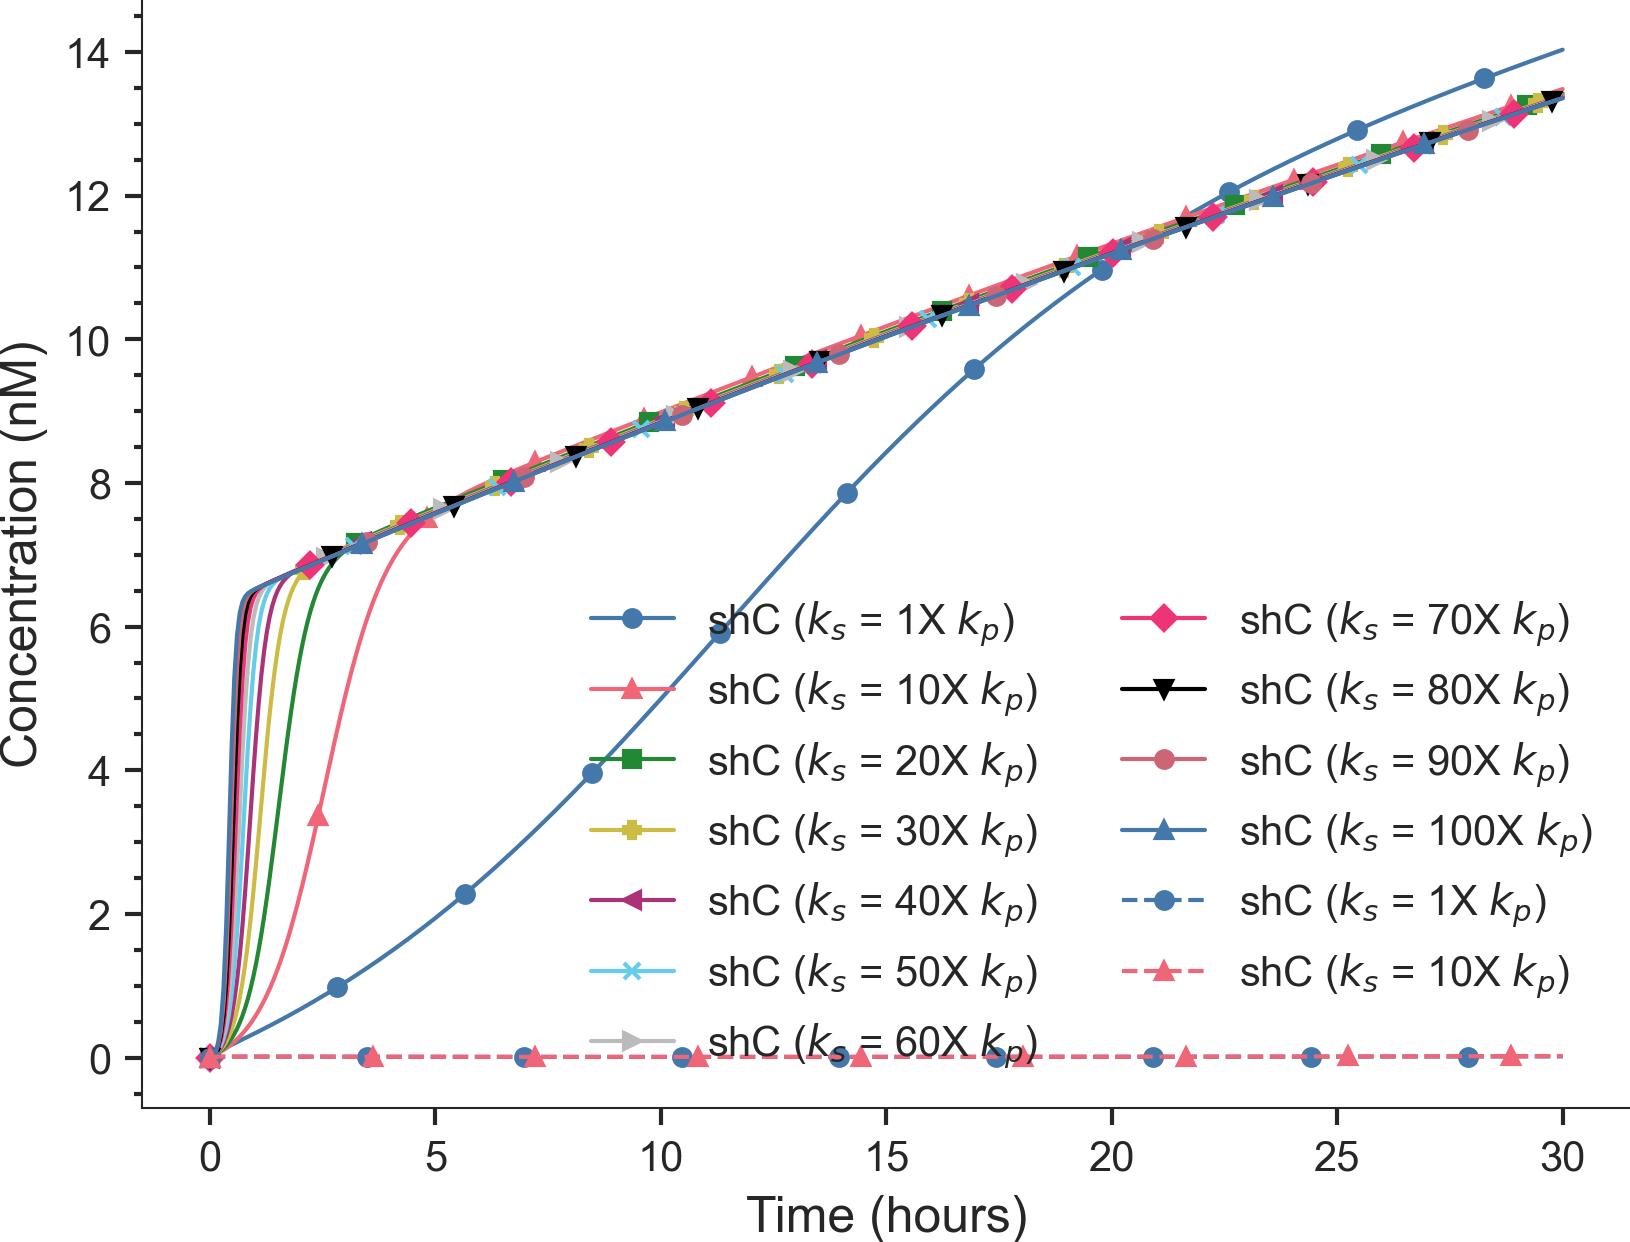 Concentration (nM)
14
12
10
8
6
4
2
0
shC (kₛ = 1X kₚ)
shC (kₛ = 10X kₚ)
shC (kₛ = 20X kₚ)
shC (kₛ = 30X kₚ)
shC (kₛ = 40X kₚ)
shC (kₛ = 50X kₚ)
shC (kₛ = 60X kₚ)
shC (kₛ = 70X kₚ)
shC (kₛ = 80X kₚ)
shC (kₛ = 90X kₚ)
shC (kₛ = 100X kₚ)
shC (kₛ = 1X kₚ)
shC (kₛ = 10X kₚ)
0 5 10 15 20 25 30
Time (hours)